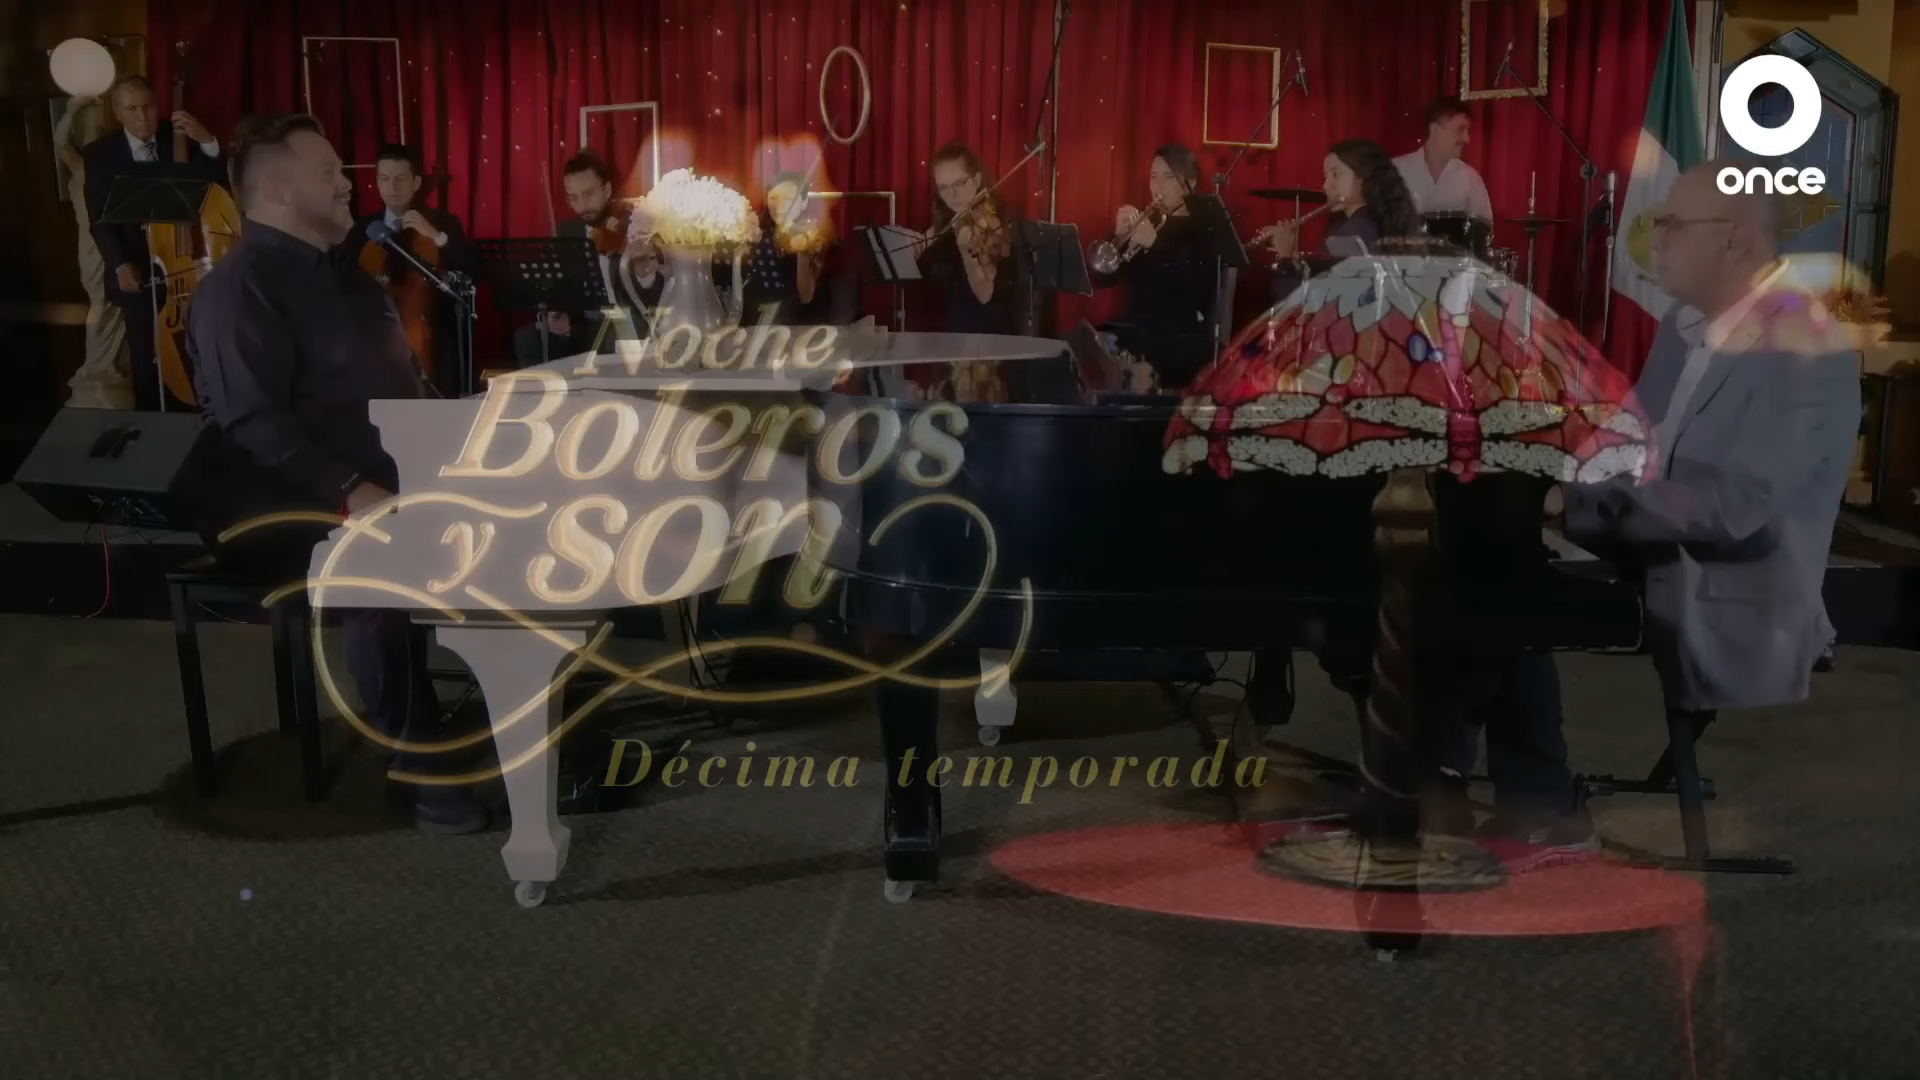 once
Noche,
Boleros
y son
Décima temporada